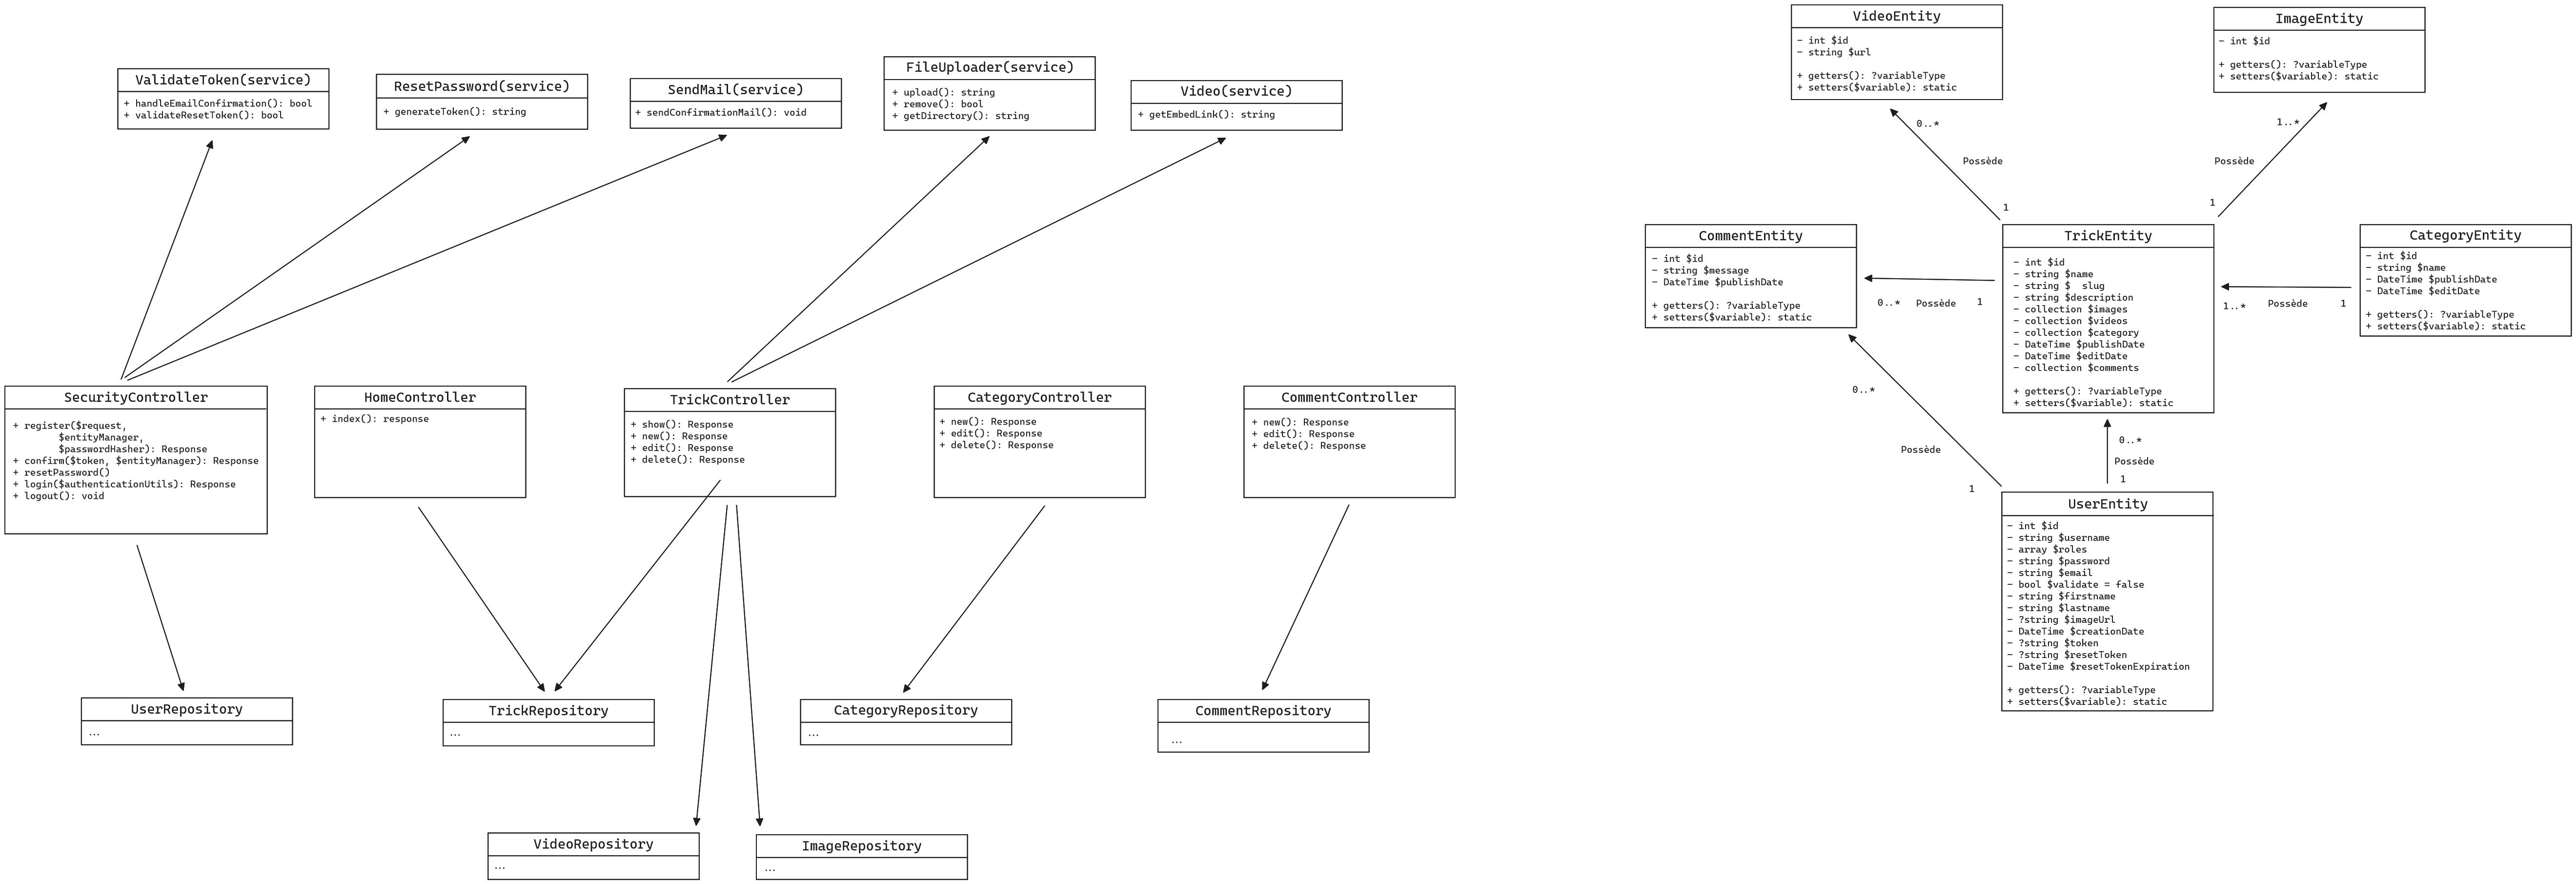 ValidateToken(service)
+ handleEmailConfirmation(): bool
+ validateResetToken(): bool
ResetPassword(service)
+ generateToken(): string
SendMail(service)
+ sendConfirmationMail(): void
FileUploader(service)
+ upload(): string
+ remove(): bool
+ getDirectory(): string
Video(service)
+ getEmbedLink(): string
SecurityController
+ register($request,
$entityManager,
$passwordHasher): Response
+ confirm($token, $entityManager): Response
+ resetPassword()
+ login($authenticationUtils): Response
+ logout(): void
HomeController
+ index(): response
TrickController
+ show(): Response
+ new(): Response
+ edit(): Response
+ delete(): Response
CategoryController
+ new(): Response
+ edit(): Response
+ delete(): Response
CommentController
+ new(): Response
+ edit(): Response
+ delete(): Response
UserRepository
...
TrickRepository
...
CategoryRepository
...
CommentRepository
...
VideoRepository
...
ImageRepository
...
VideoEntity
- int $id
- string $url
+ getters(): ?variableType
+ setters($variable): static
ImageEntity
- int $id
+ getters(): ?variableType
+ setters($variable): static
0..*
Possède
1
1..*
Possède
1
CommentEntity
- int $id
- string $message
- DateTime $publishDate
+ getters(): ?variableType
+ setters($variable): static
0..* Possède 1
TrickEntity
- int $id
- string $name
- string $  slug
- string $description
- collection $images
- collection $videos
- collection $category
- DateTime $publishDate
- DateTime $editDate
- collection $comments
+ getters(): ?variableType
+ setters($variable): static
1..* Possède 1
CategoryEntity
- int $id
- string $name
- DateTime $publishDate
- DateTime $editDate
+ getters(): ?variableType
+ setters($variable): static
0..*
Possède
1
0..*
Possède
1
UserEntity
- int $id
- string $username
- array $roles
- string $password
- string $email
- bool $validate = false
- string $firstname
- string $lastname
- ?string $imageUrl
- DateTime $creationDate
- ?string $token
- ?string $resetToken
- DateTime $resetTokenExpiration
+ getters(): ?variableType
+ setters($variable): static